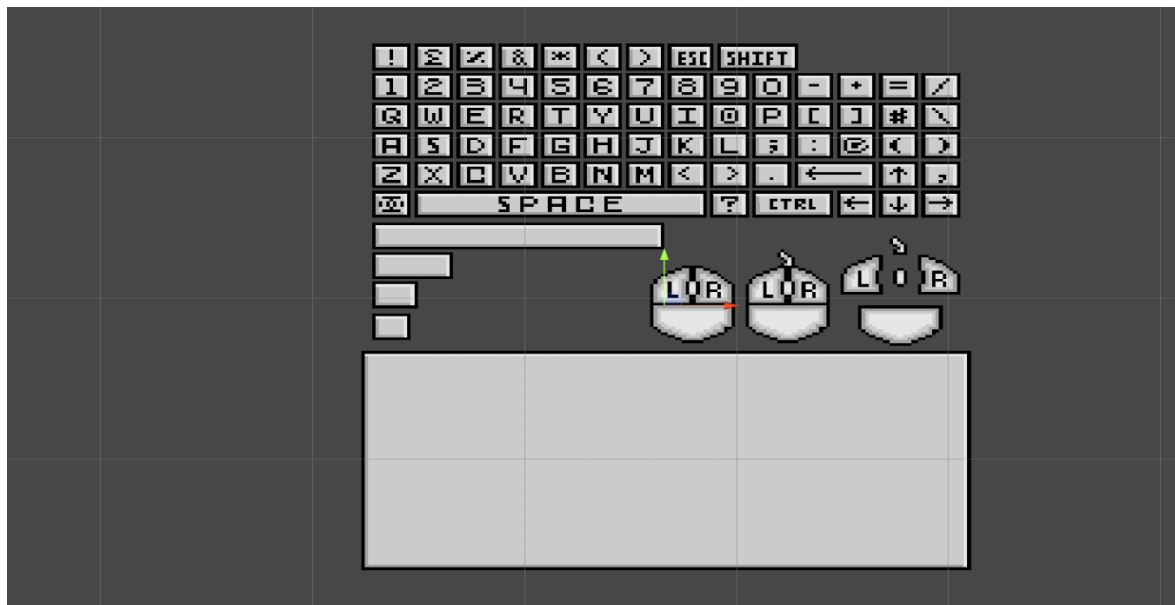 ! Σ % & * < > ESC SHIFT
1 2 3 4 5 6 7 8 9 0 - + = /
Q W E R T Y U I O P [ ] # \
A S D F G H J K L ; : @ ( )
Z X C V B N M < > . ← ↑ ,
SPACE ? CTRL ← ↓ →
L R L R L R